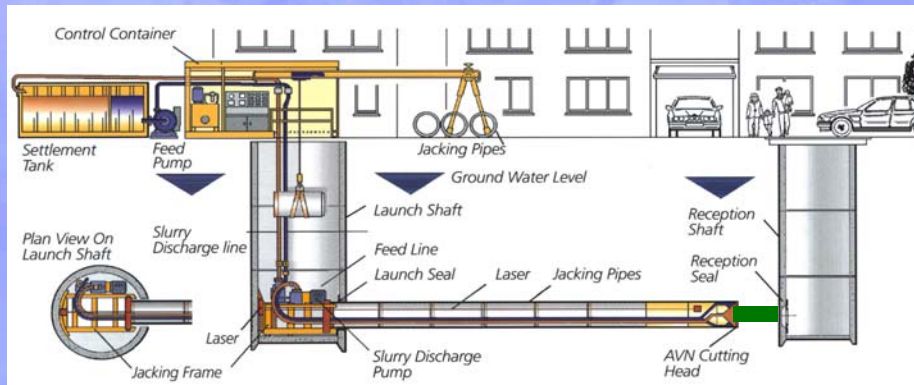 Control Container
Settlement
Tank
Feed
Pump
Jacking Pipes
Ground Water Level
Launch Shaft
Reception
Shaft
Plan View On
Launch Shaft
Slurry
Discharge line
Feed Line
Launch Seal
Laser
Jacking Pipes
Reception
Seal
Laser
Jacking Frame
Slurry Discharge
Pump
AVN Cutting
Head